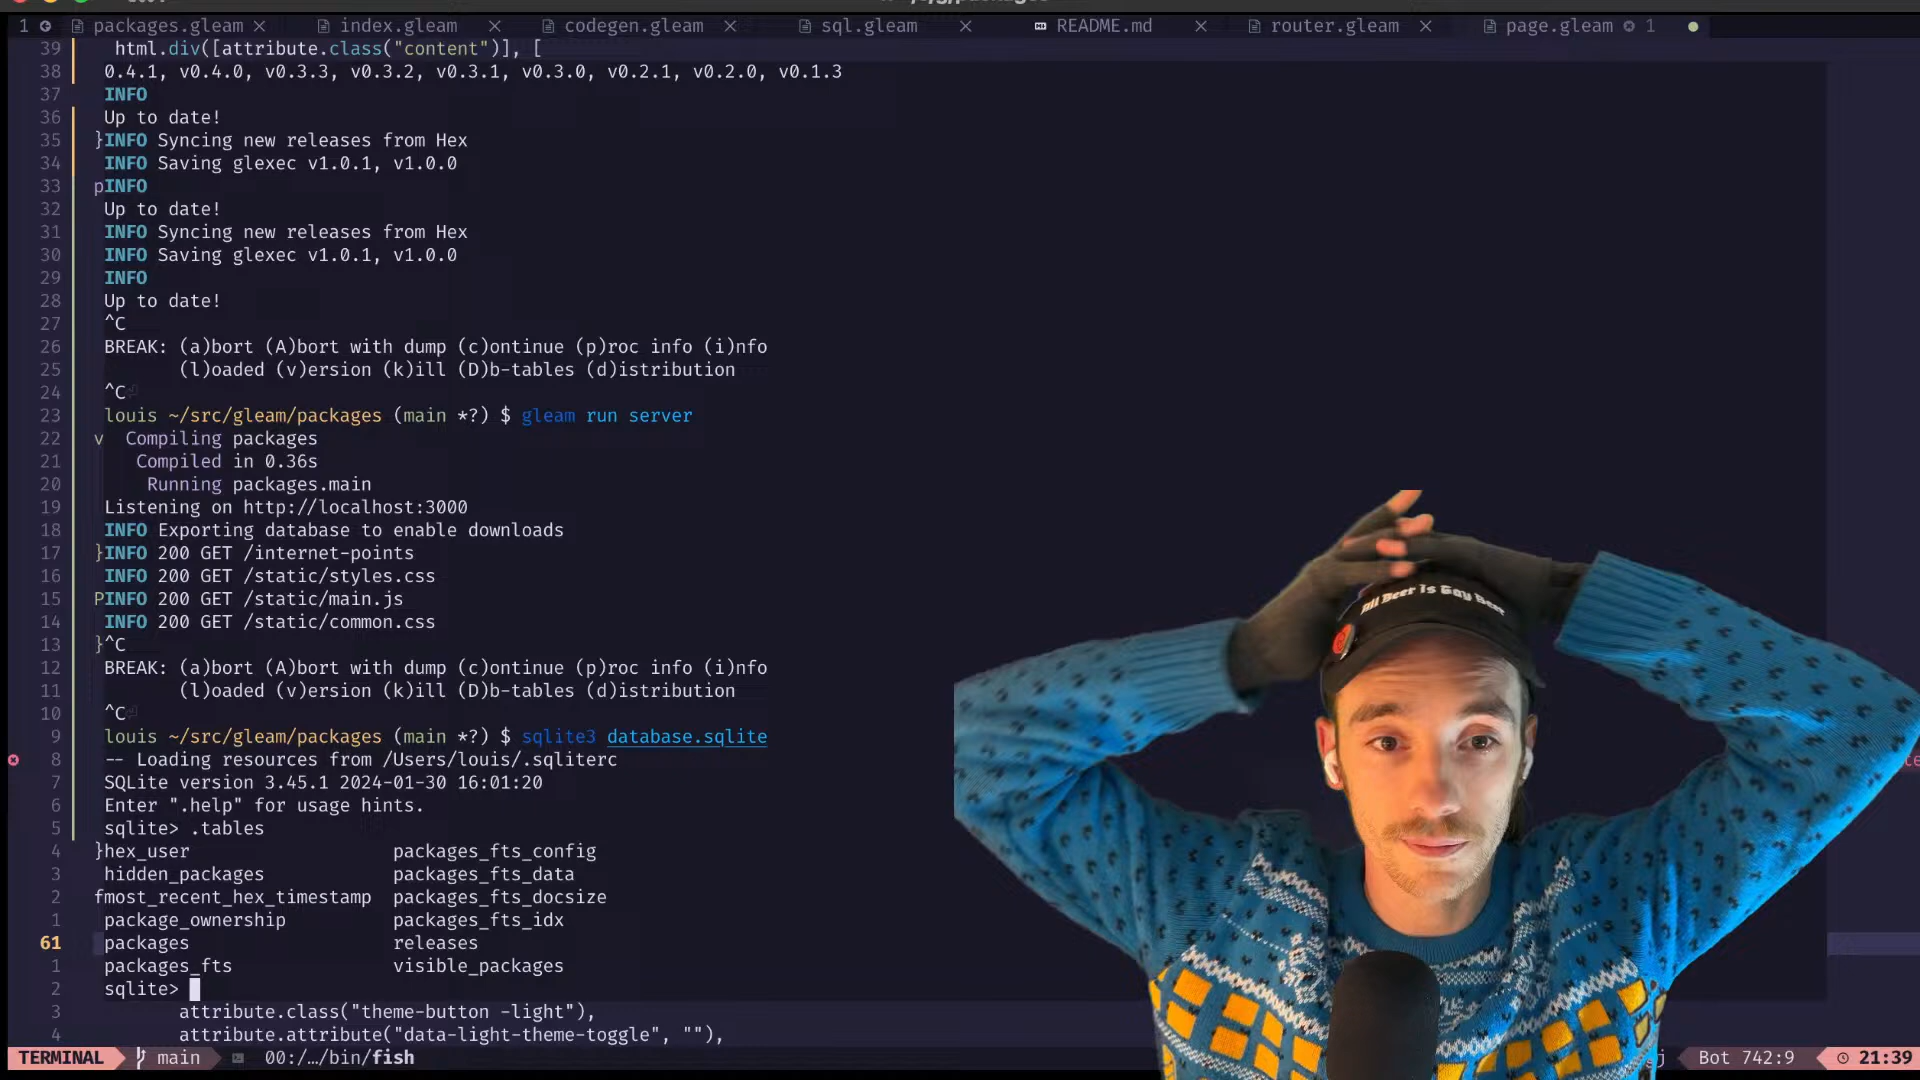 1 packages.gleam index.gleam codegen.gleam sql.gleam README.md router.gleam page.gleam 1
39 html.div([attribute.class("content")], [
38 0.4.1, v0.4.0, v0.3.3, v0.3.2, v0.3.1, v0.3.0, v0.2.1, v0.2.0, v0.1.3
37 INFO
36 Up to date!
35 }INFO Syncing new releases from Hex
34 INFO Saving glexec v1.0.1, v1.0.0
33 pINFO
32 Up to date!
31 INFO Syncing new releases from Hex
30 INFO Saving glexec v1.0.1, v1.0.0
29 INFO
28 Up to date!
27 ^C
26 BREAK: (a)bort (A)bort with dump (c)ontinue (p)roc info (i)nfo
25 (l)oaded (v)ersion (k)ill (D)b-tables (d)istribution
24 ^C
23 louis ~/src/gleam/packages (main *?) $ gleam run server
22 v Compiling packages
21 Compiled in 0.36s
20 Running packages.main
19 Listening on http://localhost:3000
18 INFO Exporting database to enable downloads
17 }INFO 200 GET /internet-points
16 INFO 200 GET /static/styles.css
15 PINFO 200 GET /static/main.js
14 INFO 200 GET /static/common.css
13 }^C
12 BREAK: (a)bort (A)bort with dump (c)ontinue (p)roc info (i)nfo
11 (l)oaded (v)ersion (k)ill (D)b-tables (d)istribution
10 ^C
9 louis ~/src/gleam/packages (main *?) $ sqlite3 database.sqlite
8 -- Loading resources from /Users/louis/.sqliterc
7 SQLite version 3.45.1 2024-01-30 16:01:20
6 Enter ".help" for usage hints.
5 sqlite> .tables
4 }hex_user packages_fts_config
3 hidden_packages packages_fts_data
2 fmost_recent_hex_timestamp packages_fts_docsize
1 package_ownership packages_fts_idx
61 packages releases
1 packages_fts visible_packages
2 sqlite>
3 attribute.class("theme-button -light"),
4 attribute.attribute("data-light-theme-toggle", ""),
TERMINAL main 00:/…/bin/fish Bot 742:9 21:39
Beer is Gay Beer